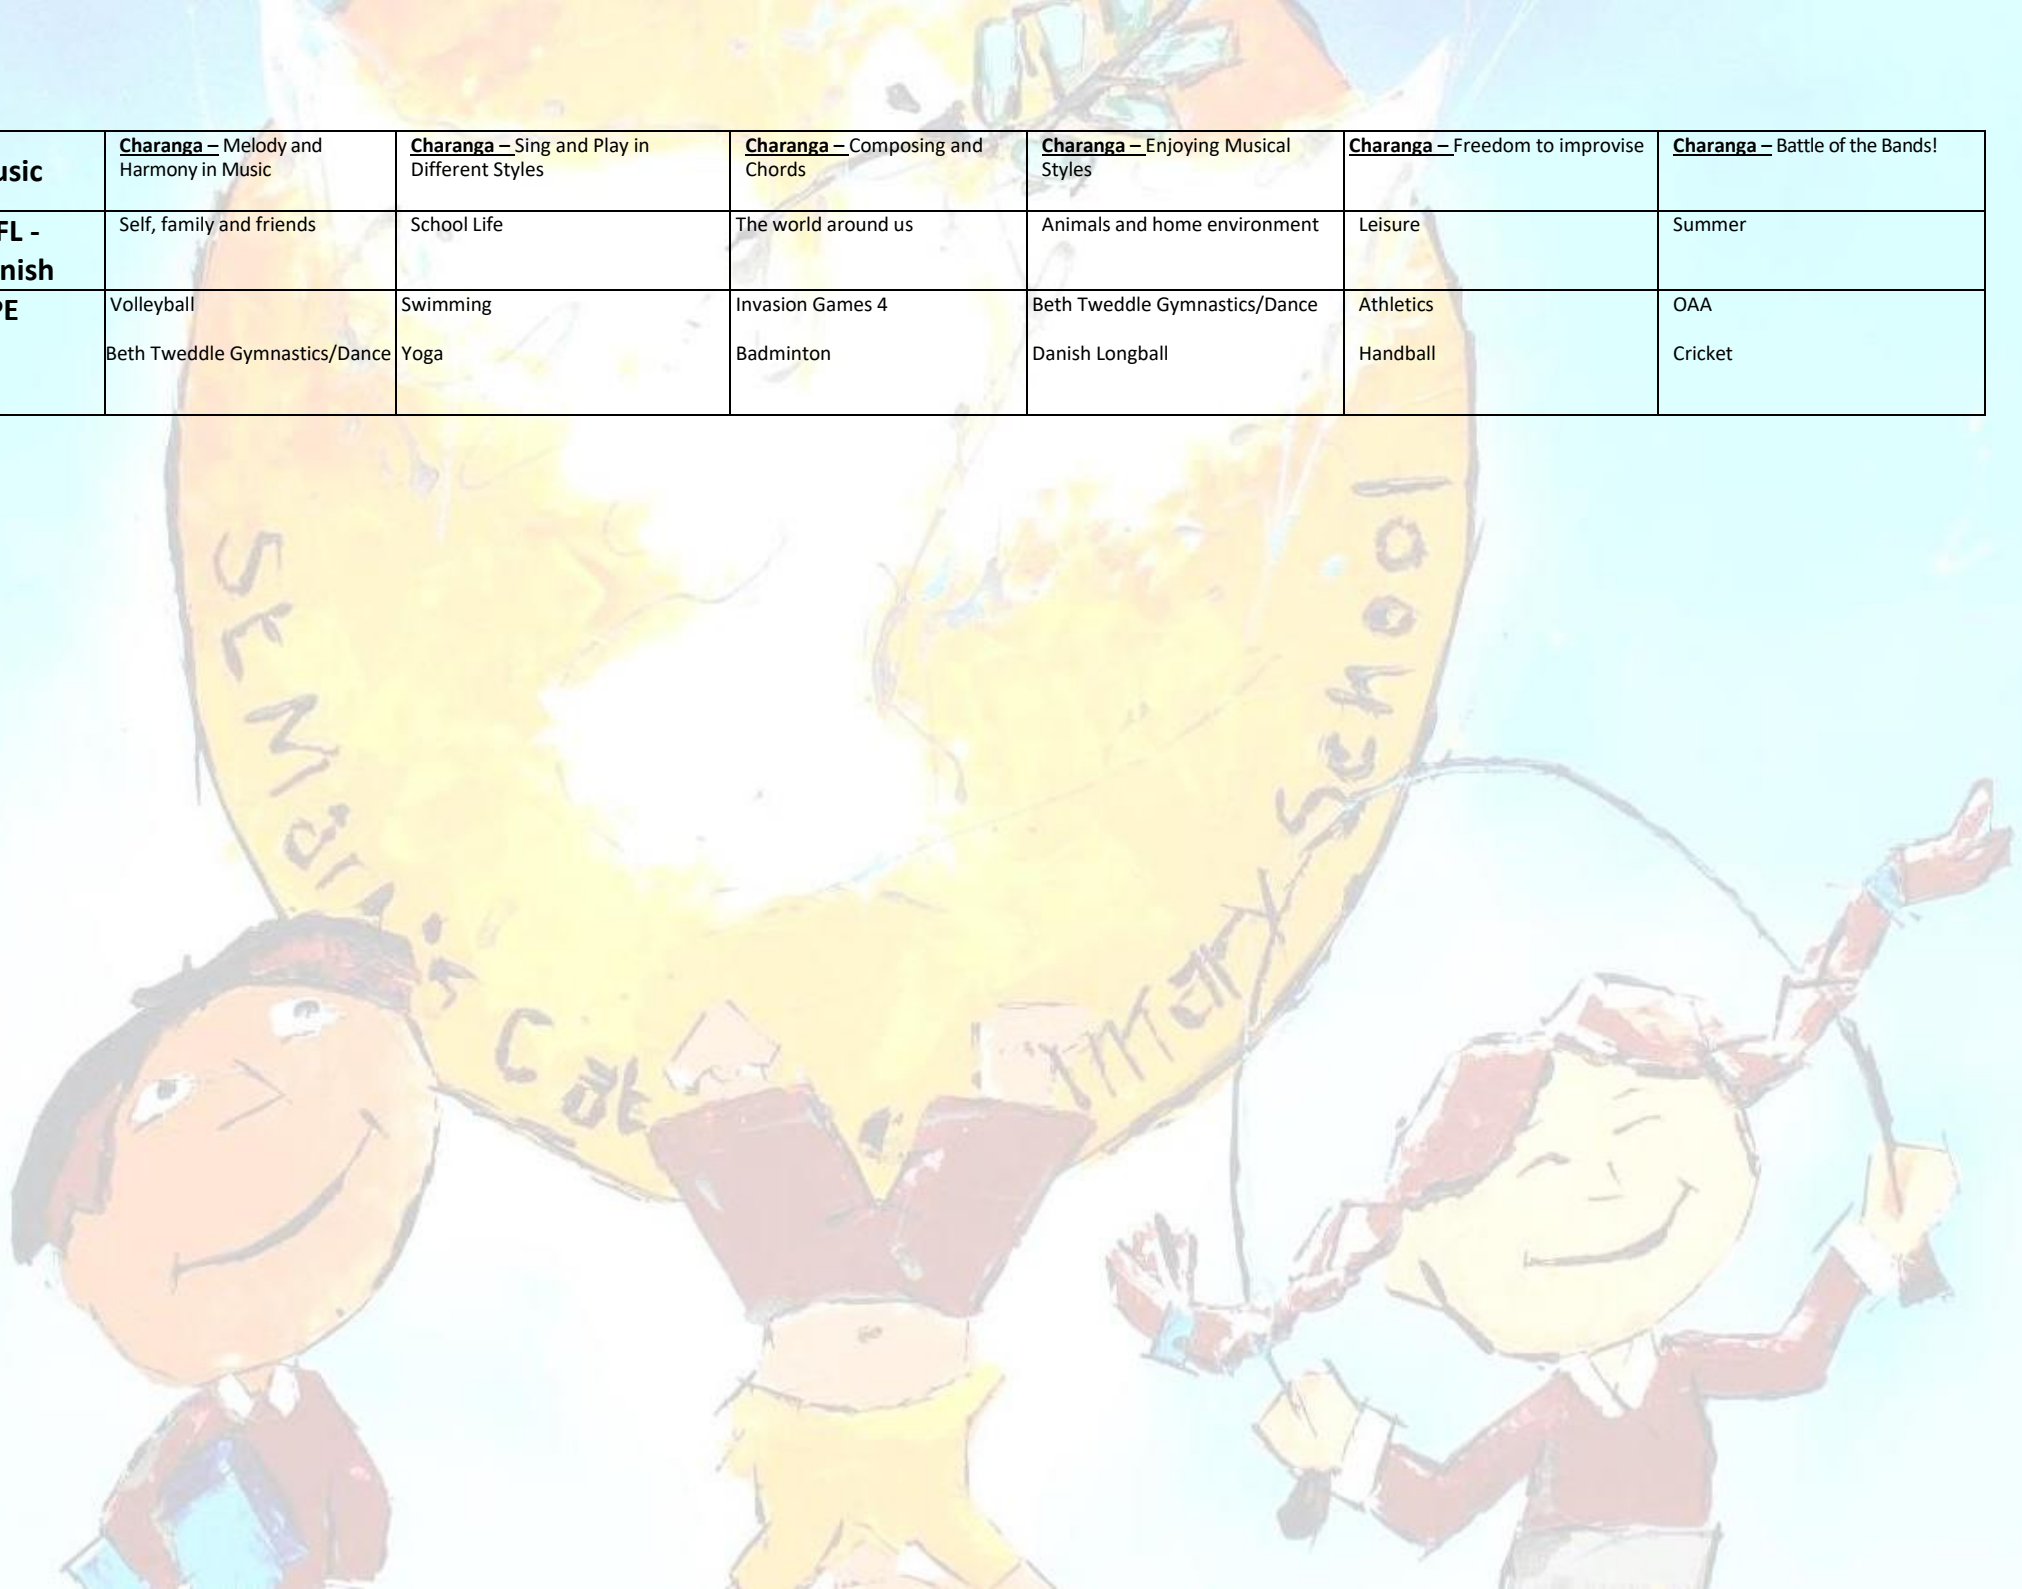 usic
Charanga – Melody and
Harmony in Music
Charanga – Sing and Play in
Different Styles
Charanga – Composing and
Chords
Charanga – Enjoying Musical
Styles
Charanga – Freedom to improvise
Charanga – Battle of the Bands!
FL -
nish
Self, family and friends
School Life
The world around us
Animals and home environment
Leisure
Summer
PE
Volleyball
Beth Tweddle Gymnastics/Dance
Swimming
Yoga
Invasion Games 4
Badminton
Beth Tweddle Gymnastics/Dance
Danish Longball
Athletics
Handball
OAA
Cricket
St Mari
Cat
imary School